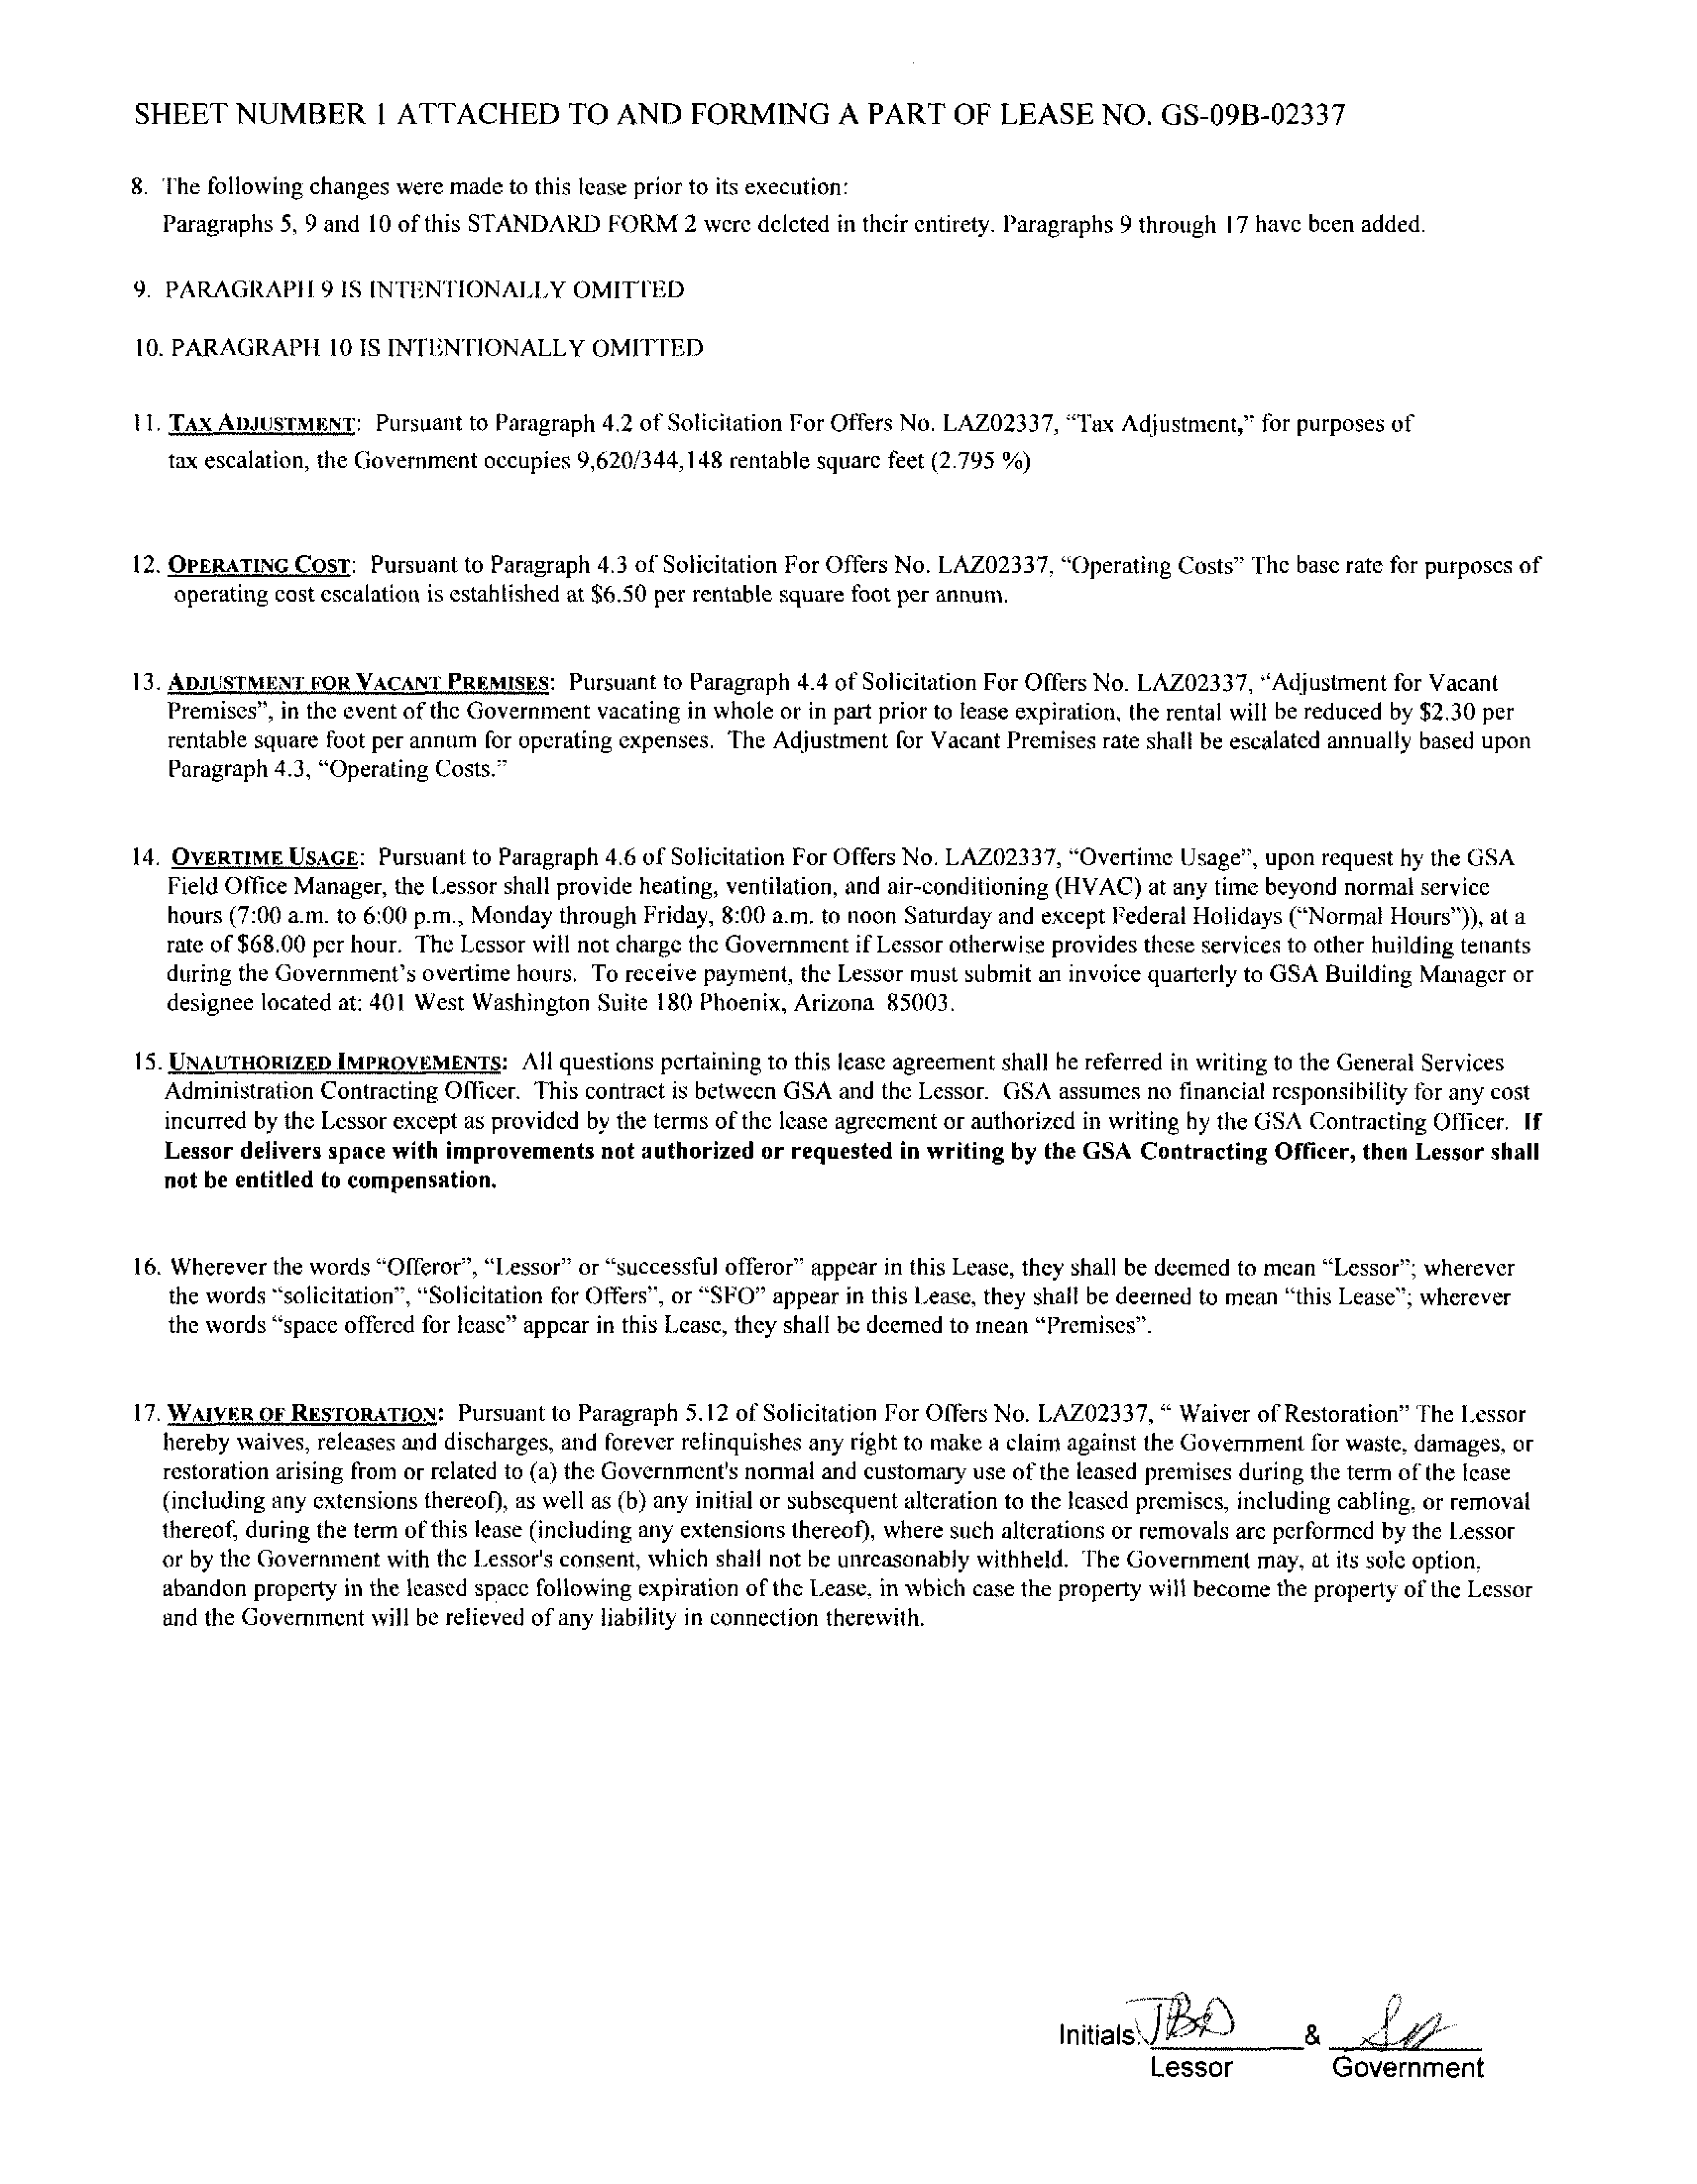 SHEET NUMBER 1 ATTACHED TO AND FORMING A PART OF LEASE NO. GS-09B-02337
8. The following changes were made to this lease prior to its execution:
Paragraphs 5, 9 and 10 of this STANDARD FORM 2 were deleted in their entirety. Paragraphs 9 through 17 have been added.
9. PARAGRAPH 9 IS INTENTIONALLY OMITTED
10. PARAGRAPH 10 IS INTENTIONALLY OMITTED
11. TAX ADJUSTMENT: Pursuant to Paragraph 4.2 of Solicitation For Offers No. LAZ02337, “Tax Adjustment,” for purposes of
tax escalation, the Government occupies 9,620/344,148 rentable square feet (2.795 %)
12. OPERATING COST: Pursuant to Paragraph 4.3 of Solicitation For Offers No. LAZ02337, “Operating Costs” The base rate for purposes of
operating cost escalation is established at $6.50 per rentable square foot per annum.
13. ADJUSTMENT FOR VACANT PREMISES: Pursuant to Paragraph 4.4 of Solicitation For Offers No. LAZ02337, “Adjustment for Vacant
Premises”, in the event of the Government vacating in whole or in part prior to lease expiration, the rental will be reduced by $2.30 per
rentable square foot per annum for operating expenses. The Adjustment for Vacant Premises rate shall be escalated annually based upon
Paragraph 4.3, “Operating Costs.”
14. OVERTIME USAGE: Pursuant to Paragraph 4.6 of Solicitation For Offers No. LAZ02337, “Overtime Usage”, upon request by the GSA
Field Office Manager, the Lessor shall provide heating, ventilation, and air-conditioning (HVAC) at any time beyond normal service
hours (7:00 a.m. to 6:00 p.m., Monday through Friday, 8:00 a.m. to noon Saturday and except Federal Holidays (“Normal Hours”)), at a
rate of $68.00 per hour. The Lessor will not charge the Government if Lessor otherwise provides these services to other building tenants
during the Government’s overtime hours. To receive payment, the Lessor must submit an invoice quarterly to GSA Building Manager or
designee located at: 401 West Washington Suite 180 Phoenix, Arizona 85003.
15. UNAUTHORIZED IMPROVEMENTS: All questions pertaining to this lease agreement shall be referred in writing to the General Services
Administration Contracting Officer. This contract is between GSA and the Lessor. GSA assumes no financial responsibility for any cost
incurred by the Lessor except as provided by the terms of the lease agreement or authorized in writing by the GSA Contracting Officer. If
Lessor delivers space with improvements not authorized or requested in writing by the GSA Contracting Officer, then Lessor shall
not be entitled to compensation.
16. Wherever the words “Offeror”, “Lessor” or “successful offeror” appear in this Lease, they shall be deemed to mean “Lessor”; wherever
the words “solicitation”, “Solicitation for Offers”, or “SFO” appear in this Lease, they shall be deemed to mean “this Lease”; wherever
the words “space offered for lease” appear in this Lease, they shall be deemed to mean “Premises”.
17. WAIVER OF RESTORATION: Pursuant to Paragraph 5.12 of Solicitation For Offers No. LAZ02337, “ Waiver of Restoration” The Lessor
hereby waives, releases and discharges, and forever relinquishes any right to make a claim against the Government for waste, damages, or
restoration arising from or related to (a) the Government's normal and customary use of the leased premises during the term of the lease
(including any extensions thereof), as well as (b) any initial or subsequent alteration to the leased premises, including cabling, or removal
thereof, during the term of this lease (including any extensions thereof), where such alterations or removals are performed by the Lessor
or by the Government with the Lessor's consent, which shall not be unreasonably withheld. The Government may, at its sole option,
abandon property in the leased space following expiration of the Lease, in which case the property will become the property of the Lessor
and the Government will be relieved of any liability in connection therewith.
Initials: &
Lessor Government